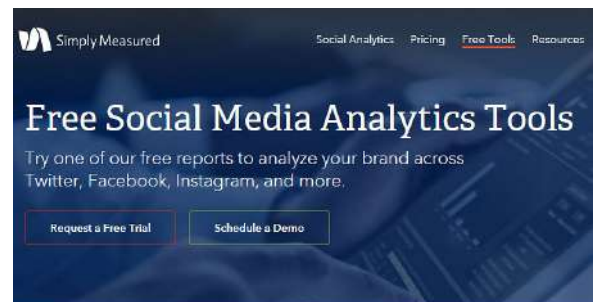 Simply Measured
Social Analytics Pricing Free Tools Resources
Free Social Media Analytics Tools
Try one of our free reports to analyze your brand across
Twitter, Facebook, Instagram, and more.
Request a Free Trial Schedule a Demo